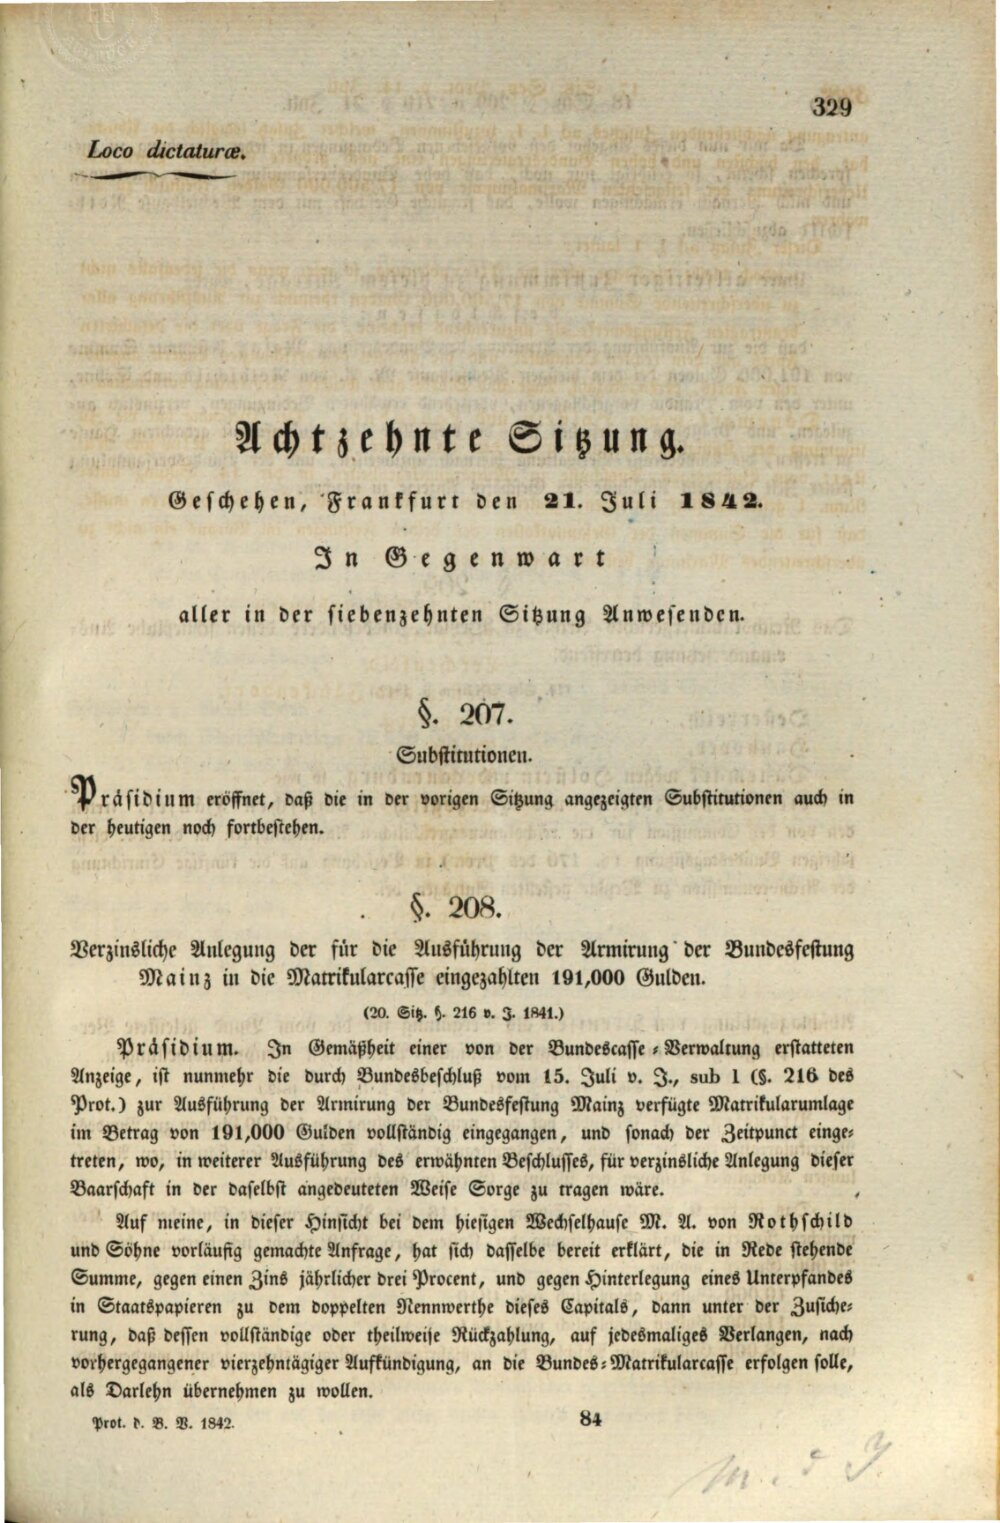 329
Loco dictaturæ.
Achtzehnte Sitzung.
Geschehen, Frankfurt den 21. Juli 1842.
In Gegenwart
aller in der siebenzehnten Sitzung Anwesenden.
§. 207.
Substitutionen.
Präsidium eröffnet, daß die in der vorigen Sitzung angezeigten Substitutionen auch in
der heutigen noch fortbestehen.
§. 208.
Verzinsliche Anlegung der für die Ausführung der Armirung der Bundesfestung
Mainz in die Matrikularcasse eingezahlten 191,000 Gulden.
(20. Sitz. §. 216 v. J. 1841.)
Präsidium. In Gemäßheit einer von der Bundescasse-Verwaltung erstatteten
Anzeige, ist nunmehr die durch Bundesbeschluß vom 15. Juli v. J., sub 1 (§. 216 des
Prot.) zur Ausführung der Armirung der Bundesfestung Mainz verfügte Matrikularumlage
im Betrag von 191,000 Gulden vollständig eingegangen, und sonach der Zeitpunct einge-
treten, wo, in weiterer Ausführung des erwähnten Beschlusses, für verzinsliche Anlegung dieser
Baarschaft in der daselbst angedeuteten Weise Sorge zu tragen wäre.
Auf meine, in dieser Hinsicht bei dem hiesigen Wechselhause M. A. von Rothschild
und Söhne vorläufig gemachte Anfrage, hat sich dasselbe bereit erklärt, die in Rede stehende
Summe, gegen einen Zins jährlicher drei Procent, und gegen Hinterlegung eines Unterpfandes
in Staatspapieren zu dem doppelten Nennwerthe dieses Capitals, dann unter der Zusiche-
rung, daß dessen vollständige oder theilweise Rückzahlung, auf jedesmaliges Verlangen, nach
vorhergegangener vierzehntägiger Aufkündigung, an die Bundes-Matrikularcasse erfolgen solle,
als Darlehn übernehmen zu wollen.
Prot. d. B. V. 1842.
84
m. d J